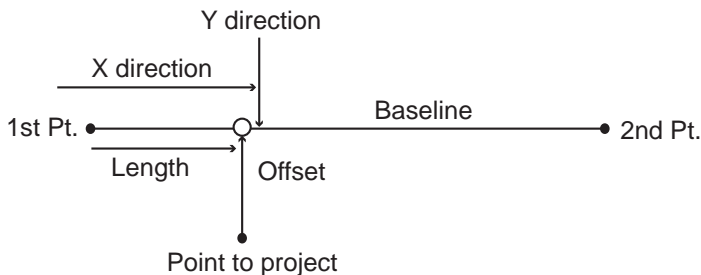 Y direction
X direction
Baseline
1st Pt.
2nd Pt.
Length
Offset
Point to project